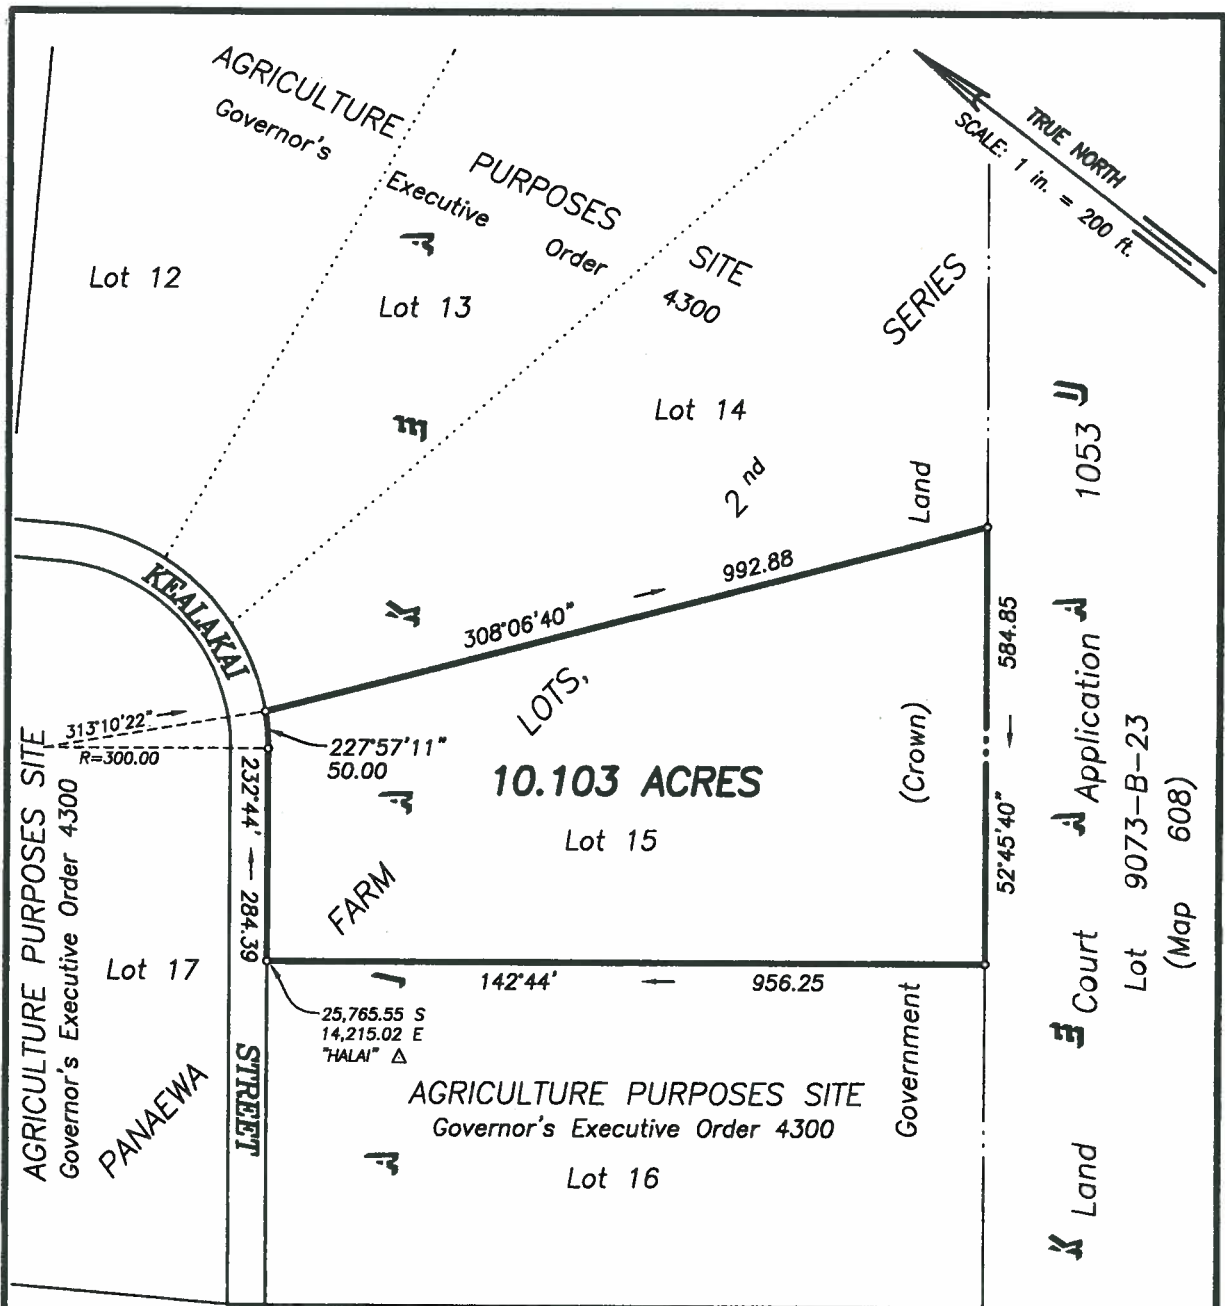 AGRICULTURE PURPOSES SITE
Governor's Executive Order 4300
TRUE NORTH
SCALE: 1 in. = 200 ft.
Lot 12
Lot 13
Lot 14
SERIES
2 nd
LOTS,
FARM
PANAEWA
KEALAKAI
STREET
308°06'40"
992.88
313°10'22"
R=300.00
227°57'11"
50.00
232°44'
284.39
10.103 ACRES
Lot 15
584.85
52°45'40"
142°44'
956.25
25,765.55 S
14,215.02 E
"HALAI" Δ
Government
(Crown)
Land
AGRICULTURE PURPOSES SITE
Governor's Executive Order 4300
Lot 17
AGRICULTURE PURPOSES SITE
Governor's Executive Order 4300
Lot 16
Land Court Application 1053
Lot 9073-B-23
(Map 608)